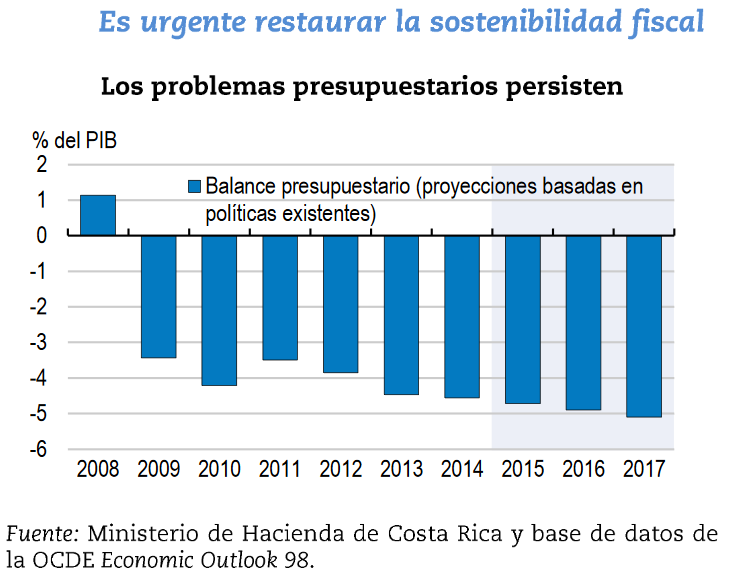 Es urgente restaurar la sostenibilidad fiscal
Los problemas presupuestarios persisten
% del PIB
2
1
0
-1
-2
-3
-4
-5
-6
Balance presupuestario (proyecciones basadas en
políticas existentes)
2008 2009 2010 2011 2012 2013 2014 2015 2016 2017
Fuente: Ministerio de Hacienda de Costa Rica y base de datos de
la OCDE Economic Outlook 98.